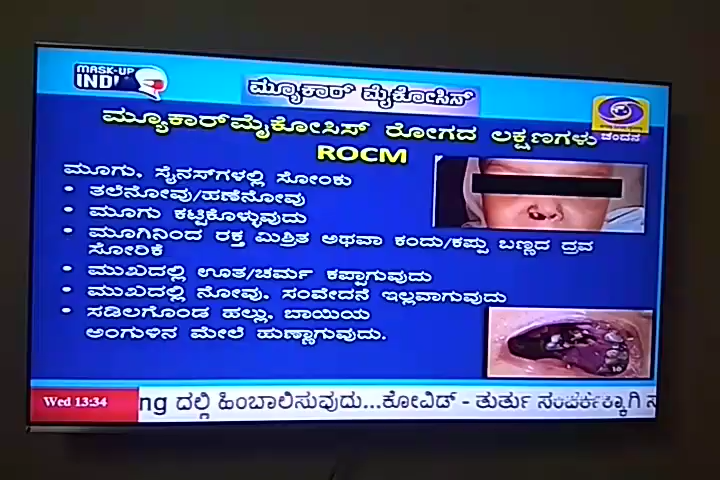 MASK-UP
INDIA
ಮ್ಯೂಕಾರ್ ಮೈಕೋಸಿಸ್
ಚಂದನ
ಮ್ಯೂಕಾರ್‌ಮೈಕೋಸಿಸ್ ರೋಗದ ಲಕ್ಷಣಗಳು
ROCM
ಮೂಗು, ಸೈನಸ್‌ಗಳಲ್ಲಿ ಸೋಂಕು
• ತಲೆನೋವು/ಹಣೆನೋವು
• ಮೂಗು ಕಟ್ಟಿಕೊಳ್ಳುವುದು
• ಮೂಗಿನಿಂದ ರಕ್ತ ಮಿಶ್ರಿತ ಅಥವಾ ಕಂದು/ಕಪ್ಪು ಬಣ್ಣದ ದ್ರವ
ಸೋರಿಕೆ
• ಮುಖದಲ್ಲಿ ಊತ/ಚರ್ಮ ಕಪ್ಪಾಗುವುದು
• ಮುಖದಲ್ಲಿ ನೋವು, ಸಂವೇದನೆ ಇಲ್ಲವಾಗುವುದು
• ಸಡಿಲಗೊಂಡ ಹಲ್ಲು, ಬಾಯಿಯ
ಅಂಗುಳಿನ ಮೇಲೆ ಹುಣ್ಣಾಗುವುದು.
Wed 13:34
ng ದಲ್ಲಿ ಹಿಂಬಾಲಿಸುವುದು...ಕೋವಿಡ್ - ತುರ್ತು ಸಂಪರ್ಕಕ್ಕಾಗಿ ಸ